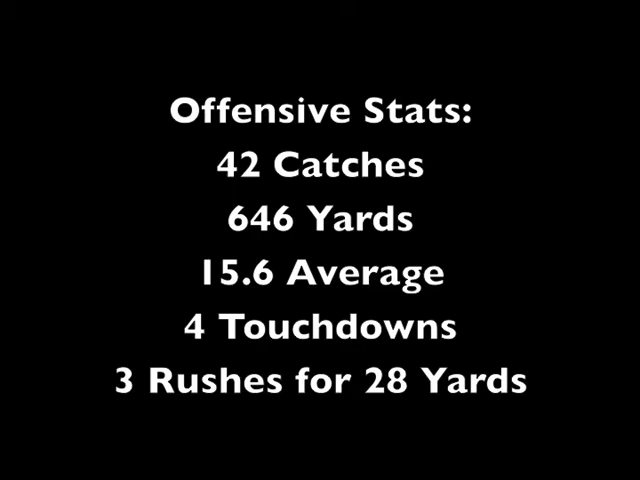 Offensive Stats:
42 Catches
646 Yards
15.6 Average
4 Touchdowns
3 Rushes for 28 Yards